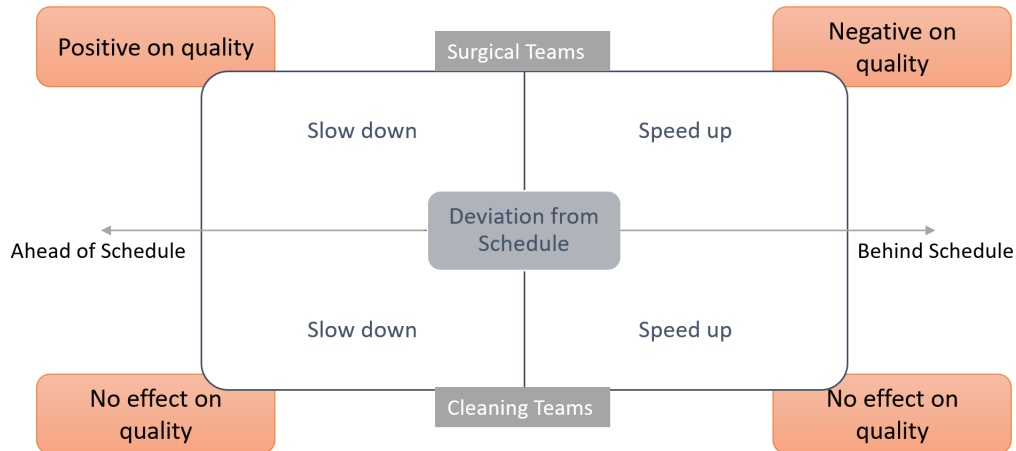 Positive on quality
Surgical Teams
Negative on
quality
Slow down
Speed up
Deviation from
Schedule
Ahead of Schedule
Behind Schedule
Slow down
Speed up
No effect on
quality
Cleaning Teams
No effect on
quality